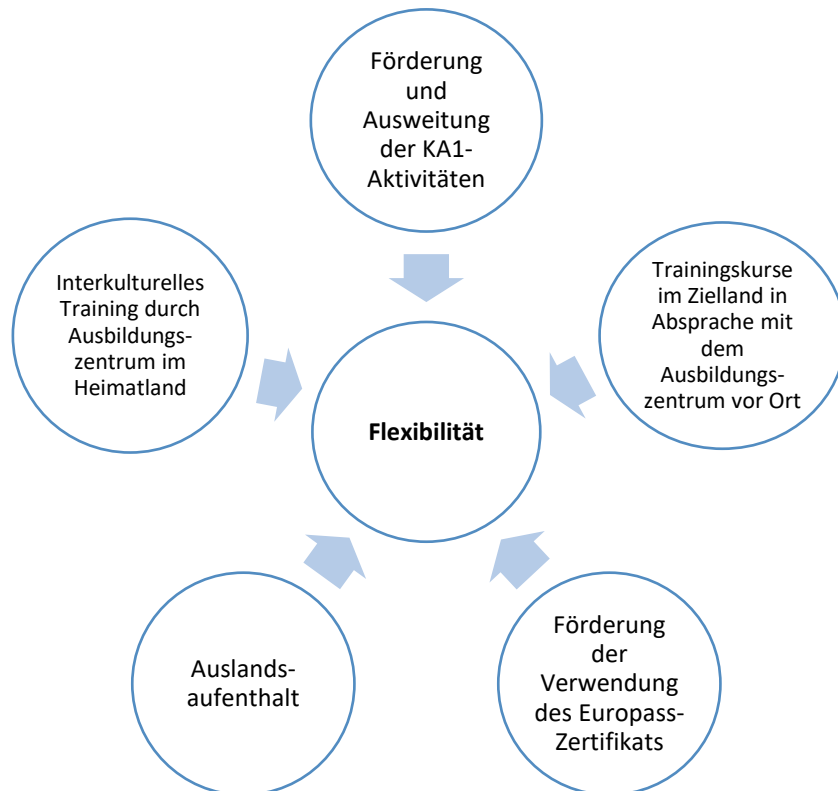 Förderung
und
Ausweitung
der KA1-
Aktivitäten
Interkulturelles
Training durch
Ausbildungs-
zentrum im
Heimatland
Trainingskurse
im Zielland in
Absprache mit
dem
Ausbildungs-
zentrum vor Ort
Flexibilität
Auslands-
aufenthalt
Förderung
der
Verwendung
des Europass-
Zertifikats